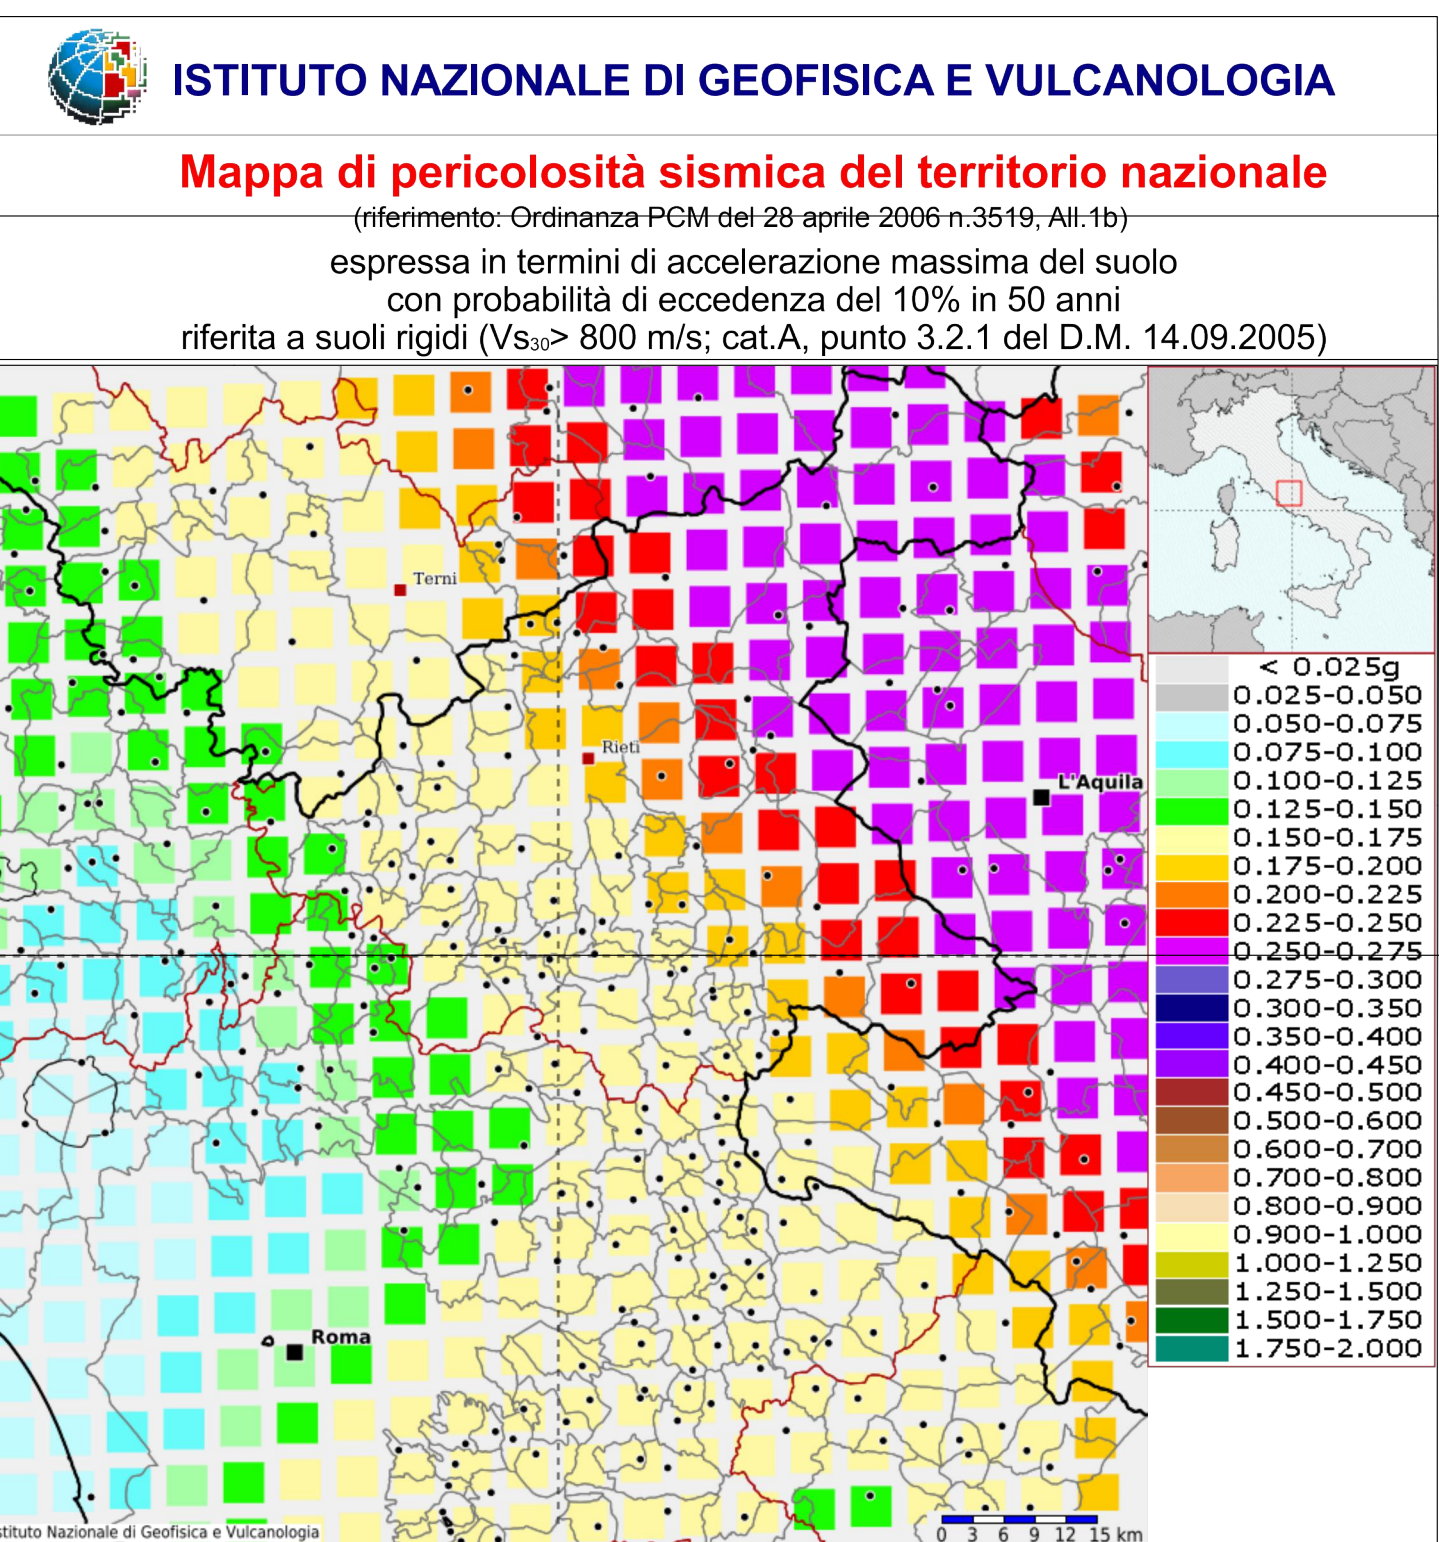 ISTITUTO NAZIONALE DI GEOFISICA E VULCANOLOGIA
Mappa di pericolosità sismica del territorio nazionale
(riferimento: Ordinanza PCM del 28 aprile 2006 n.3519, All.1b)
espressa in termini di accelerazione massima del suolo
con probabilità di eccedenza del 10% in 50 anni
riferita a suoli rigidi (Vs30> 800 m/s; cat.A, punto 3.2.1 del D.M. 14.09.2005)
Terni
Rieti
L'Aquila
Roma
< 0.025g
0.025-0.050
0.050-0.075
0.075-0.100
0.100-0.125
0.125-0.150
0.150-0.175
0.175-0.200
0.200-0.225
0.225-0.250
0.250-0.275
0.275-0.300
0.300-0.350
0.350-0.400
0.400-0.450
0.450-0.500
0.500-0.600
0.600-0.700
0.700-0.800
0.800-0.900
0.900-1.000
1.000-1.250
1.250-1.500
1.500-1.750
1.750-2.000
stituto Nazionale di Geofisica e Vulcanologia
0 3 6 9 12 15 km